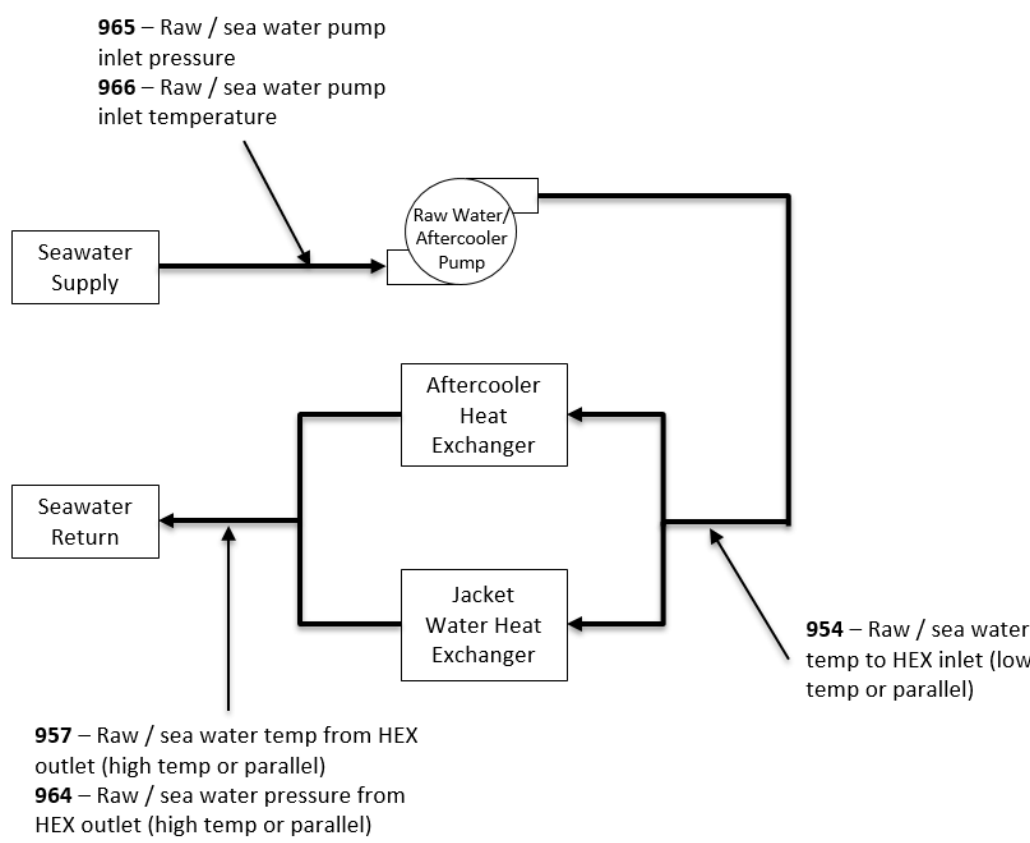 965 – Raw / sea water pump
inlet pressure
966 – Raw / sea water pump
inlet temperature
Raw Water/
Aftercooler
Pump
Seawater
Supply
Aftercooler
Heat
Exchanger
Seawater
Return
Jacket
Water Heat
Exchanger
954 – Raw / sea water
temp to HEX inlet (low
temp or parallel)
957 – Raw / sea water temp from HEX
outlet (high temp or parallel)
964 – Raw / sea water pressure from
HEX outlet (high temp or parallel)